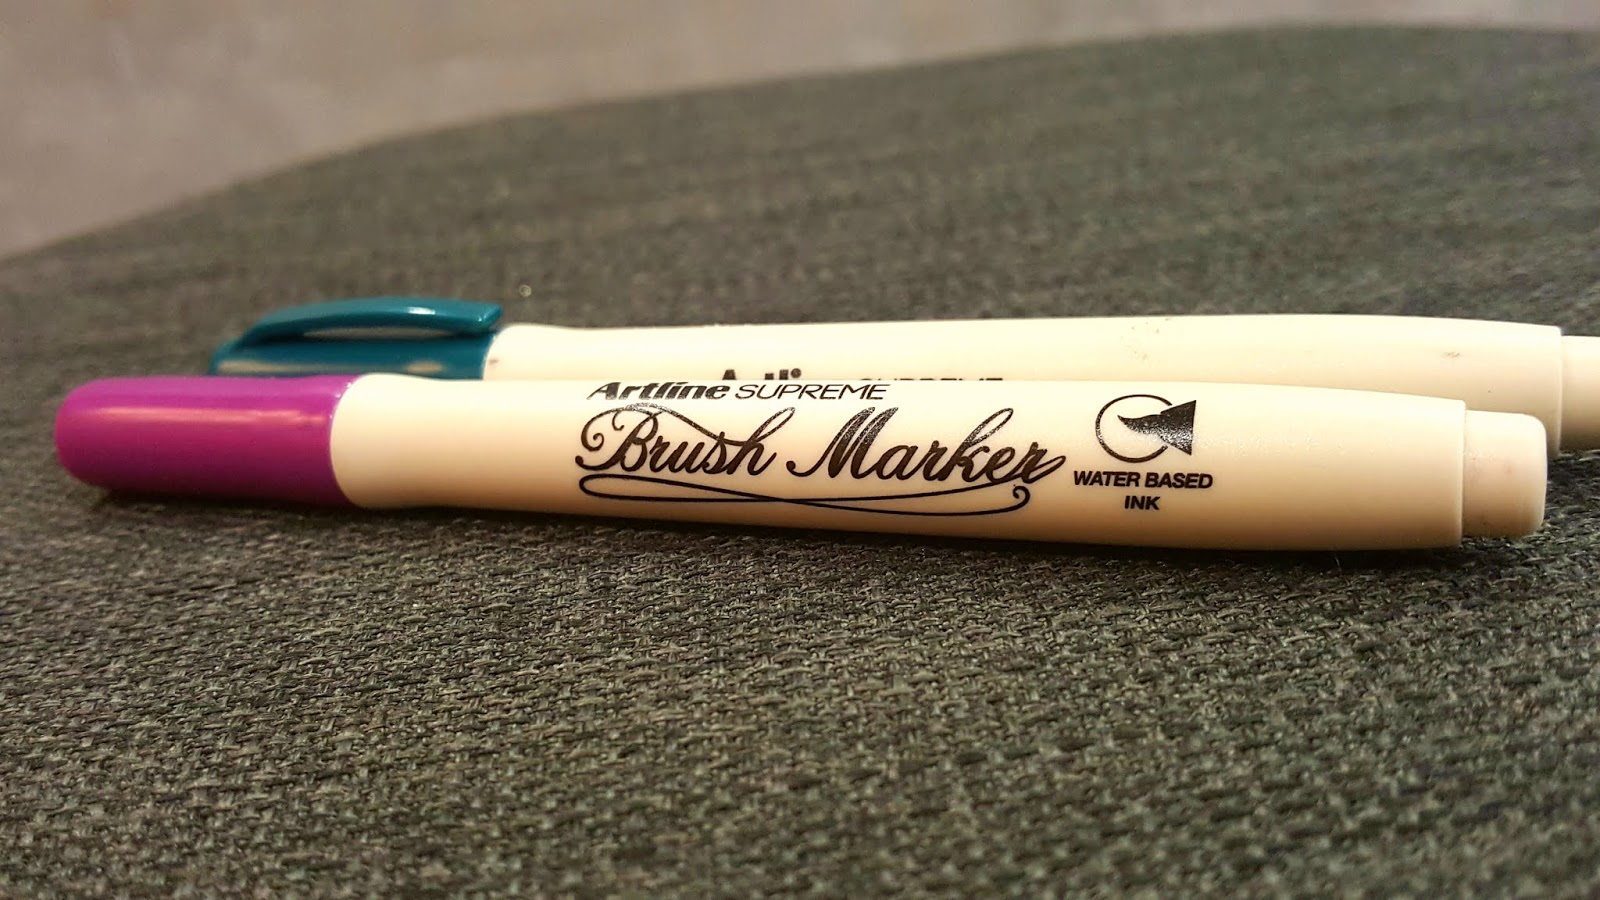 Artline SUPREME
Brush Marker
WATER BASED
INK